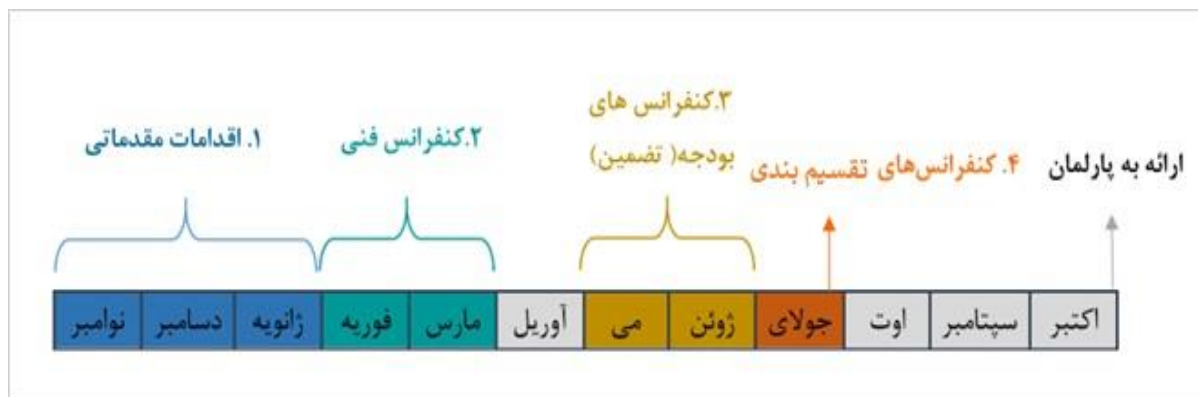 ۱. اقدامات مقدماتی
۲.کنفرانس فنی
۳.کنفرانس های
بودجه( تضمین)
۴. کنفرانس‌های تقسیم بندی
ارائه به پارلمان
نوامبر دسامبر ژانویه فوریه مارس آوریل می ژوئن جولای اوت سپتامبر اکتبر